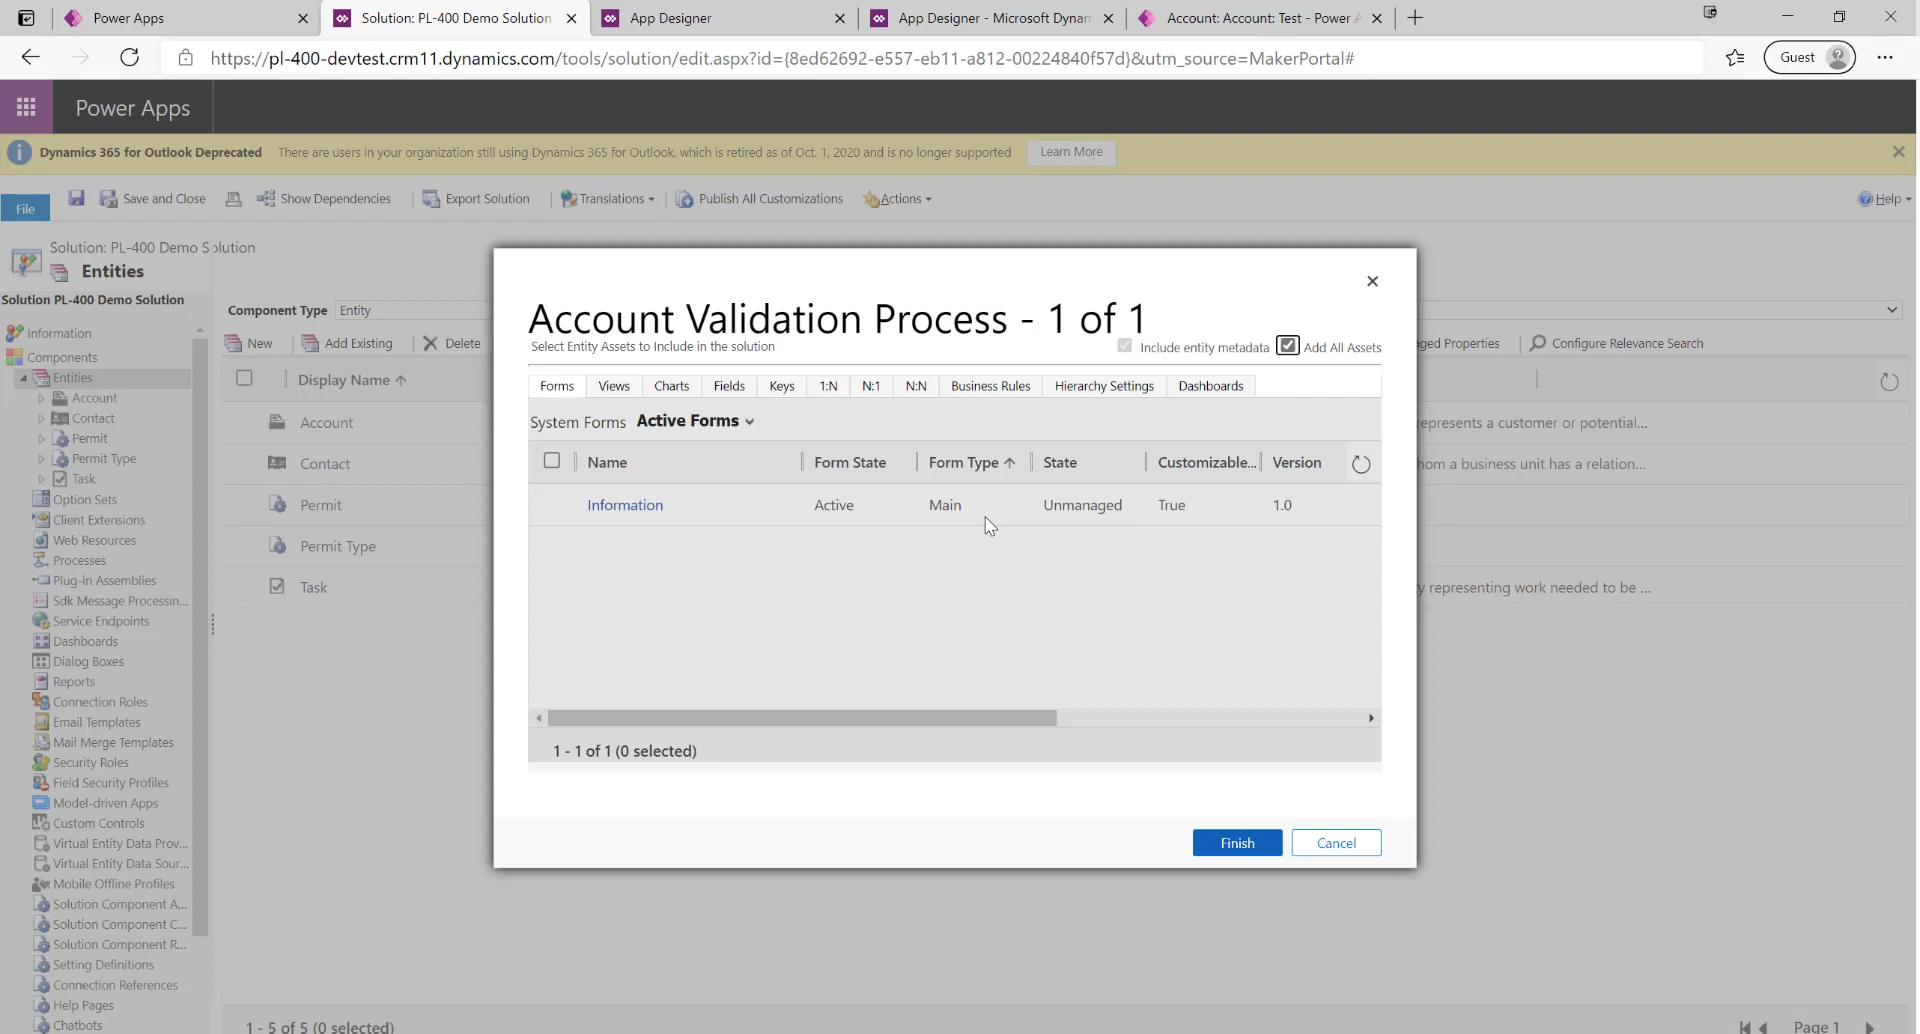 Power Apps
Solution: PL-400 Demo Solution
App Designer
App Designer - Microsoft Dynan
Account: Account: Test - Power A
https://pl-400-devtest.crm11.dynamics.com/tools/solution/edit.aspx?id={8ed62692-e557-eb11-a812-00224840f57d}&utm_source=MakerPortal#
Guest
Power Apps
Dynamics 365 for Outlook Deprecated There are users in your organization still using Dynamics 365 for Outlook, which is retired as of Oct. 1, 2020 and is no longer supported Learn More
File
Save and Close
Show Dependencies
Export Solution
Translations
Publish All Customizations
Actions
Help
Solution: PL-400 Demo Solution
Entities
Solution PL-400 Demo Solution
Information
Components
Entities
Account
Contact
Permit
Permit Type
Task
Option Sets
Client Extensions
Web Resources
Processes
Plug-in Assemblies
Sdk Message Processin...
Service Endpoints
Dashboards
Dialog Boxes
Reports
Connection Roles
Email Templates
Mail Merge Templates
Security Roles
Field Security Profiles
Model-driven Apps
Custom Controls
Virtual Entity Data Prov...
Virtual Entity Data Sour...
Mobile Offline Profiles
Solution Component A...
Solution Component C...
Solution Component R...
Setting Definitions
Connection References
Help Pages
Chatbots
Component Type Entity
New
Add Existing
Delete
ged Properties
Configure Relevance Search
Display Name
Account
epresents a customer or potential...
Contact
hom a business unit has a relation...
Permit
Permit Type
Task
y representing work needed to be ...
1 - 5 of 5 (0 selected)
Page 1
Account Validation Process - 1 of 1
Select Entity Assets to Include in the solution
Include entity metadata
Add All Assets
Forms Views Charts Fields Keys 1:N N:1 N:N Business Rules Hierarchy Settings Dashboards
System Forms Active Forms
Name Form State Form Type State Customizable... Version
Information Active Main Unmanaged True 1.0
1 - 1 of 1 (0 selected)
Finish
Cancel